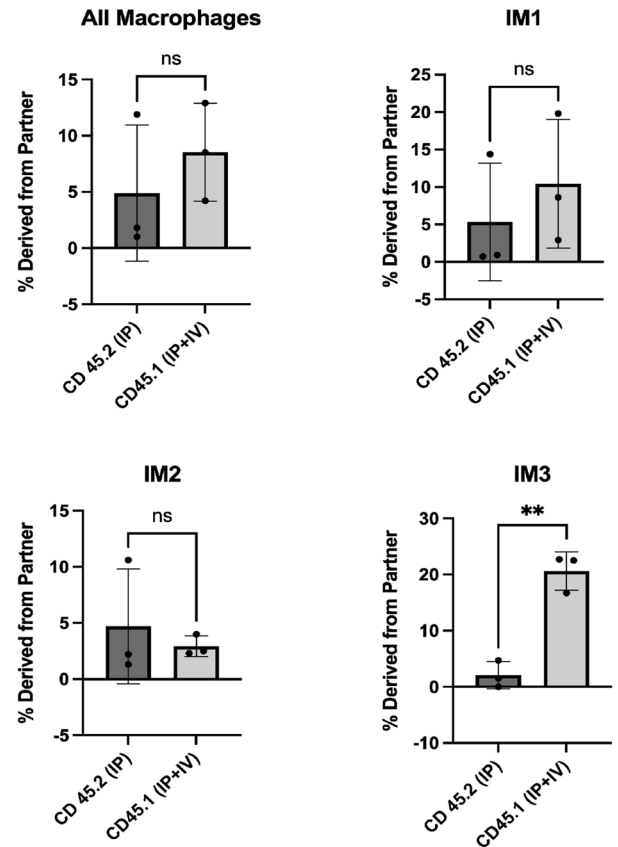 All Macrophages
ns
% Derived from Partner
15
10
5
0
-5
CD 45.2 (IP)
CD45.1 (IP+IV)
IM1
ns
% Derived from Partner
25
20
15
10
5
0
-5
CD 45.2 (IP)
CD45.1 (IP+IV)
IM2
ns
% Derived from Partner
15
10
5
0
-5
CD 45.2 (IP)
CD45.1 (IP+IV)
IM3
**
% Derived from Partner
30
20
10
0
-10
CD 45.2 (IP)
CD45.1 (IP+IV)